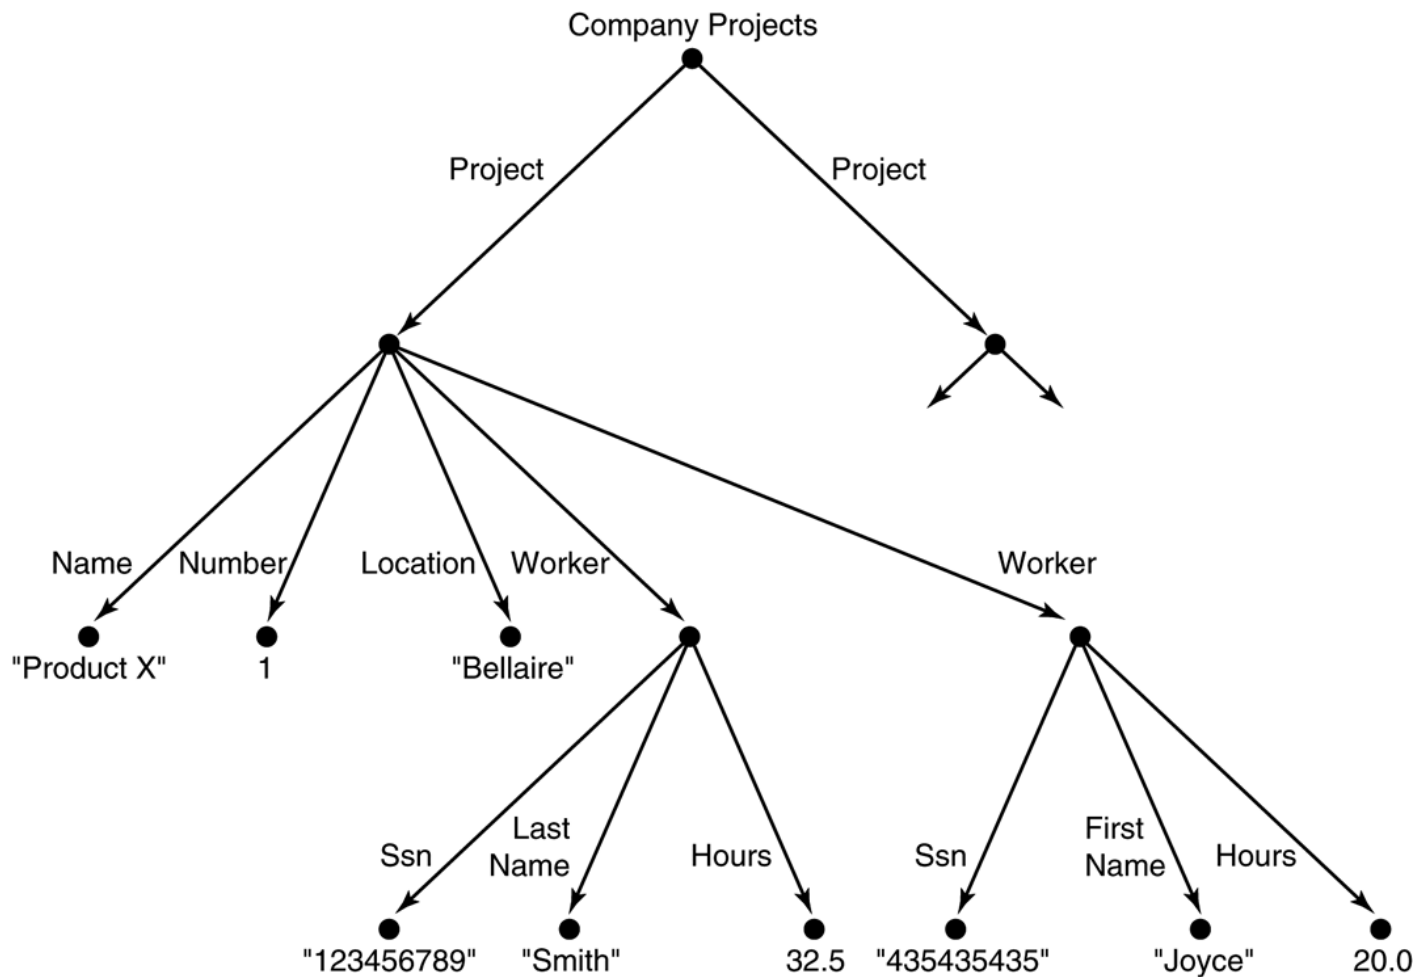 Company Projects
Project
Project
Name
Number
Location
Worker
Worker
"Product X"
1
"Bellaire"
Ssn
Last
Name
Hours
Ssn
First
Name
Hours
"123456789"
"Smith"
32.5
"435435435"
"Joyce"
20.0